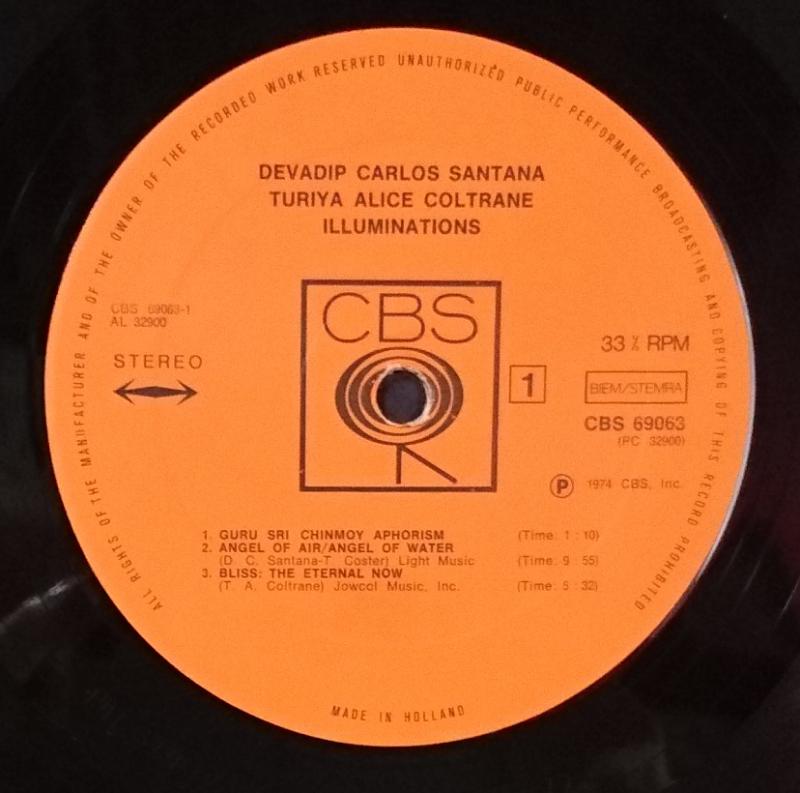 ALL RIGHTS OF THE MANUFACTURER AND OF THE OWNER OF THE RECORDED WORK RESERVED UNAUTHORIZED PUBLIC PERFORMANCE BROADCASTING AND COPYING OF THIS RECORD PROHIBITED
DEVADIP CARLOS SANTANA
TURIYA ALICE COLTRANE
ILLUMINATIONS
CBS
CBS 69063-1
AL 32900
STEREO
1
33 ⅓ RPM
BIEM/STEMRA
CBS 69063
(PC 32900)
Ⓟ 1974 CBS, Inc.
1. GURU SRI CHINMOY APHORISM (Time: 1 : 10)
2. ANGEL OF AIR/ANGEL OF WATER
(D. C. Santana-T. Coster) Light Music (Time: 9 : 55)
3. BLISS: THE ETERNAL NOW
(T. A. Coltrane) Jowcol Music, Inc. (Time: 5 : 32)
MADE IN HOLLAND